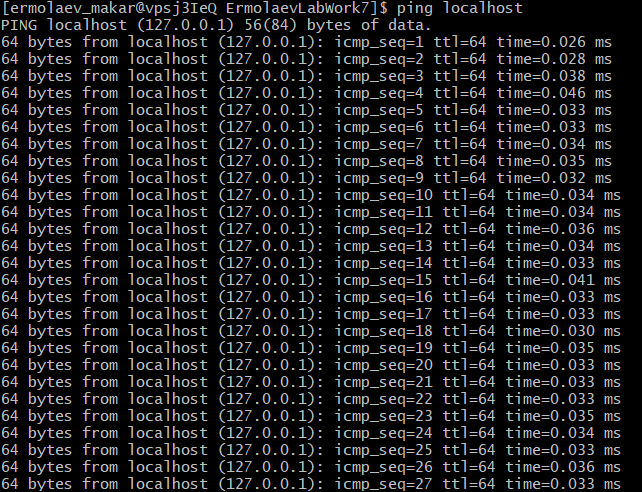 [ermolaev_makar@vpsj3IeQ ErmolaevLabWork7]$ ping localhost
PING localhost (127.0.0.1) 56(84) bytes of data.
64 bytes from localhost (127.0.0.1): icmp_seq=1 ttl=64 time=0.026 ms
64 bytes from localhost (127.0.0.1): icmp_seq=2 ttl=64 time=0.028 ms
64 bytes from localhost (127.0.0.1): icmp_seq=3 ttl=64 time=0.038 ms
64 bytes from localhost (127.0.0.1): icmp_seq=4 ttl=64 time=0.046 ms
64 bytes from localhost (127.0.0.1): icmp_seq=5 ttl=64 time=0.033 ms
64 bytes from localhost (127.0.0.1): icmp_seq=6 ttl=64 time=0.033 ms
64 bytes from localhost (127.0.0.1): icmp_seq=7 ttl=64 time=0.034 ms
64 bytes from localhost (127.0.0.1): icmp_seq=8 ttl=64 time=0.035 ms
64 bytes from localhost (127.0.0.1): icmp_seq=9 ttl=64 time=0.032 ms
64 bytes from localhost (127.0.0.1): icmp_seq=10 ttl=64 time=0.034 ms
64 bytes from localhost (127.0.0.1): icmp_seq=11 ttl=64 time=0.034 ms
64 bytes from localhost (127.0.0.1): icmp_seq=12 ttl=64 time=0.036 ms
64 bytes from localhost (127.0.0.1): icmp_seq=13 ttl=64 time=0.034 ms
64 bytes from localhost (127.0.0.1): icmp_seq=14 ttl=64 time=0.033 ms
64 bytes from localhost (127.0.0.1): icmp_seq=15 ttl=64 time=0.041 ms
64 bytes from localhost (127.0.0.1): icmp_seq=16 ttl=64 time=0.033 ms
64 bytes from localhost (127.0.0.1): icmp_seq=17 ttl=64 time=0.033 ms
64 bytes from localhost (127.0.0.1): icmp_seq=18 ttl=64 time=0.030 ms
64 bytes from localhost (127.0.0.1): icmp_seq=19 ttl=64 time=0.035 ms
64 bytes from localhost (127.0.0.1): icmp_seq=20 ttl=64 time=0.033 ms
64 bytes from localhost (127.0.0.1): icmp_seq=21 ttl=64 time=0.033 ms
64 bytes from localhost (127.0.0.1): icmp_seq=22 ttl=64 time=0.033 ms
64 bytes from localhost (127.0.0.1): icmp_seq=23 ttl=64 time=0.035 ms
64 bytes from localhost (127.0.0.1): icmp_seq=24 ttl=64 time=0.034 ms
64 bytes from localhost (127.0.0.1): icmp_seq=25 ttl=64 time=0.033 ms
64 bytes from localhost (127.0.0.1): icmp_seq=26 ttl=64 time=0.036 ms
64 bytes from localhost (127.0.0.1): icmp_seq=27 ttl=64 time=0.033 ms